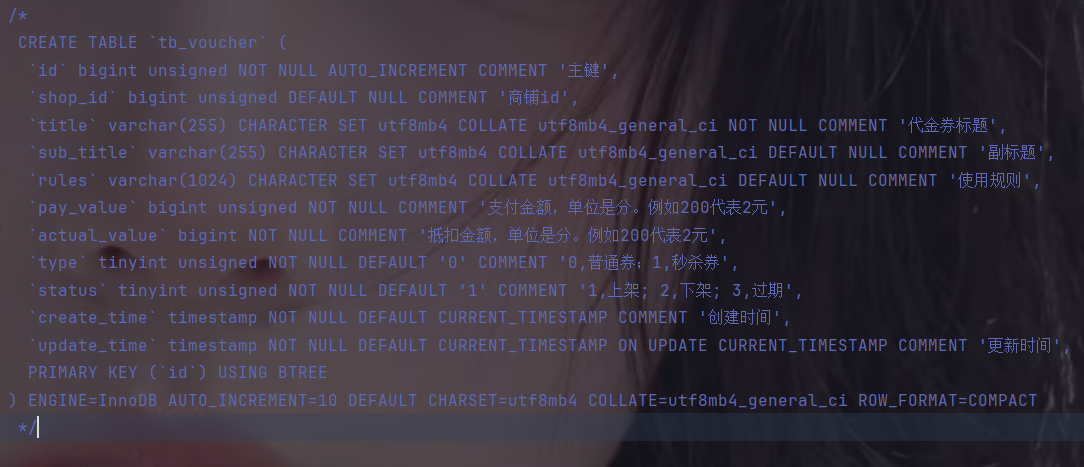 /*
CREATE TABLE `tb_voucher` (
`id` bigint unsigned NOT NULL AUTO_INCREMENT COMMENT '主键',
`shop_id` bigint unsigned DEFAULT NULL COMMENT '商铺id',
`title` varchar(255) CHARACTER SET utf8mb4 COLLATE utf8mb4_general_ci NOT NULL COMMENT '代金券标题',
`sub_title` varchar(255) CHARACTER SET utf8mb4 COLLATE utf8mb4_general_ci DEFAULT NULL COMMENT '副标题',
`rules` varchar(1024) CHARACTER SET utf8mb4 COLLATE utf8mb4_general_ci DEFAULT NULL COMMENT '使用规则',
`pay_value` bigint unsigned NOT NULL COMMENT '支付金额，单位是分。例如200代表2元',
`actual_value` bigint NOT NULL COMMENT '抵扣金额，单位是分。例如200代表2元',
`type` tinyint unsigned NOT NULL DEFAULT '0' COMMENT '0,普通券；1,秒杀券',
`status` tinyint unsigned NOT NULL DEFAULT '1' COMMENT '1,上架; 2,下架; 3,过期',
`create_time` timestamp NOT NULL DEFAULT CURRENT_TIMESTAMP COMMENT '创建时间',
`update_time` timestamp NOT NULL DEFAULT CURRENT_TIMESTAMP ON UPDATE CURRENT_TIMESTAMP COMMENT '更新时间',
PRIMARY KEY (`id`) USING BTREE
) ENGINE=InnoDB AUTO_INCREMENT=10 DEFAULT CHARSET=utf8mb4 COLLATE=utf8mb4_general_ci ROW_FORMAT=COMPACT
*/